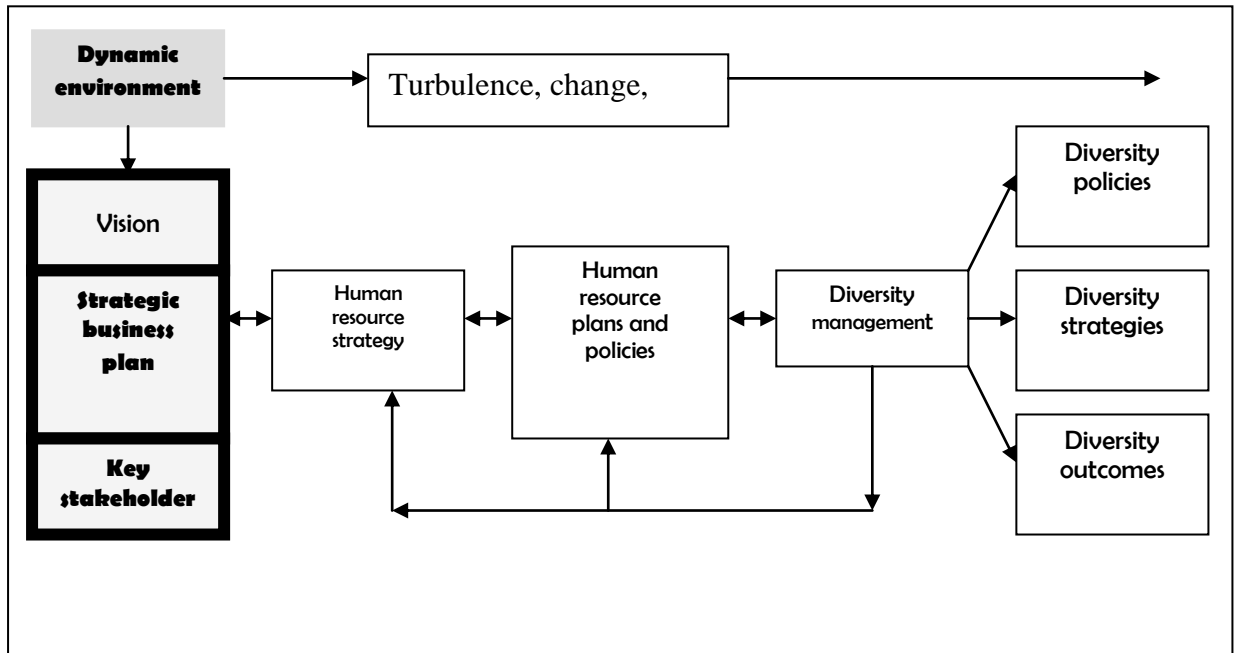 Dynamic
environment
Turbulence, change,
Vision
Strategic
business
plan
Key
stakeholder
Human
resource
strategy
Human
resource
plans and
policies
Diversity
management
Diversity
policies
Diversity
strategies
Diversity
outcomes